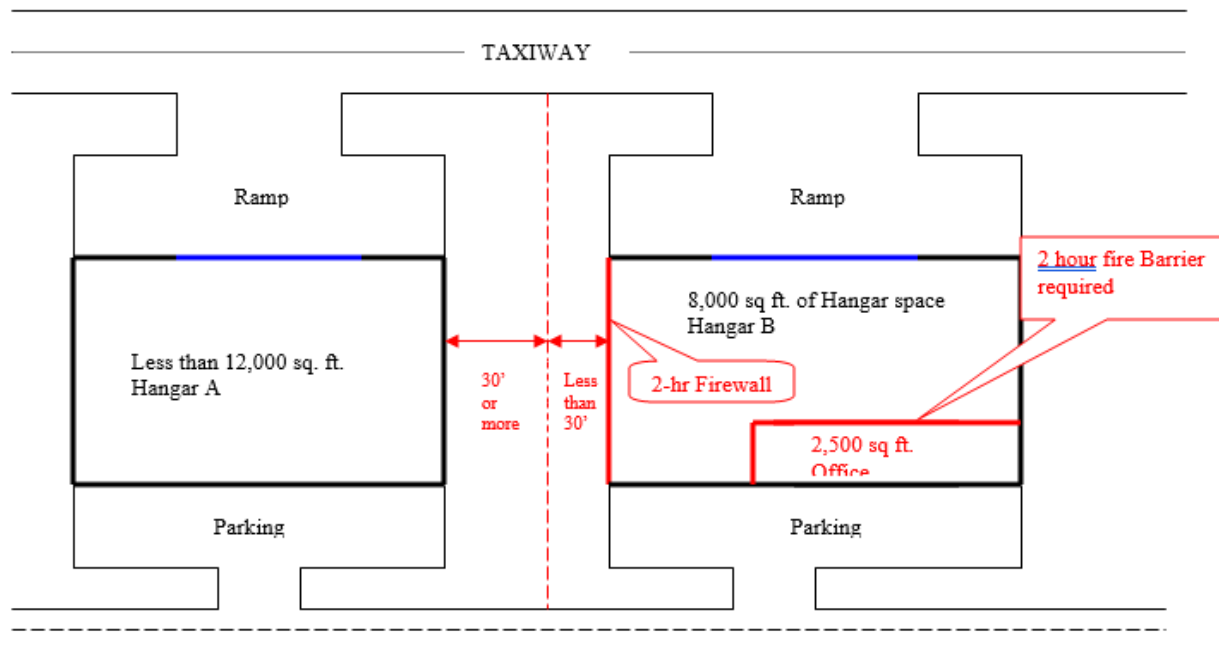 TAXIWAY
Ramp
Ramp
2 hour fire Barrier
required
8,000 sq ft. of Hangar space
Hangar B
Less than 12,000 sq. ft.
Hangar A
30’
or
more
Less
than
30’
2-hr Firewall
2,500 sq ft.
Office
Parking
Parking